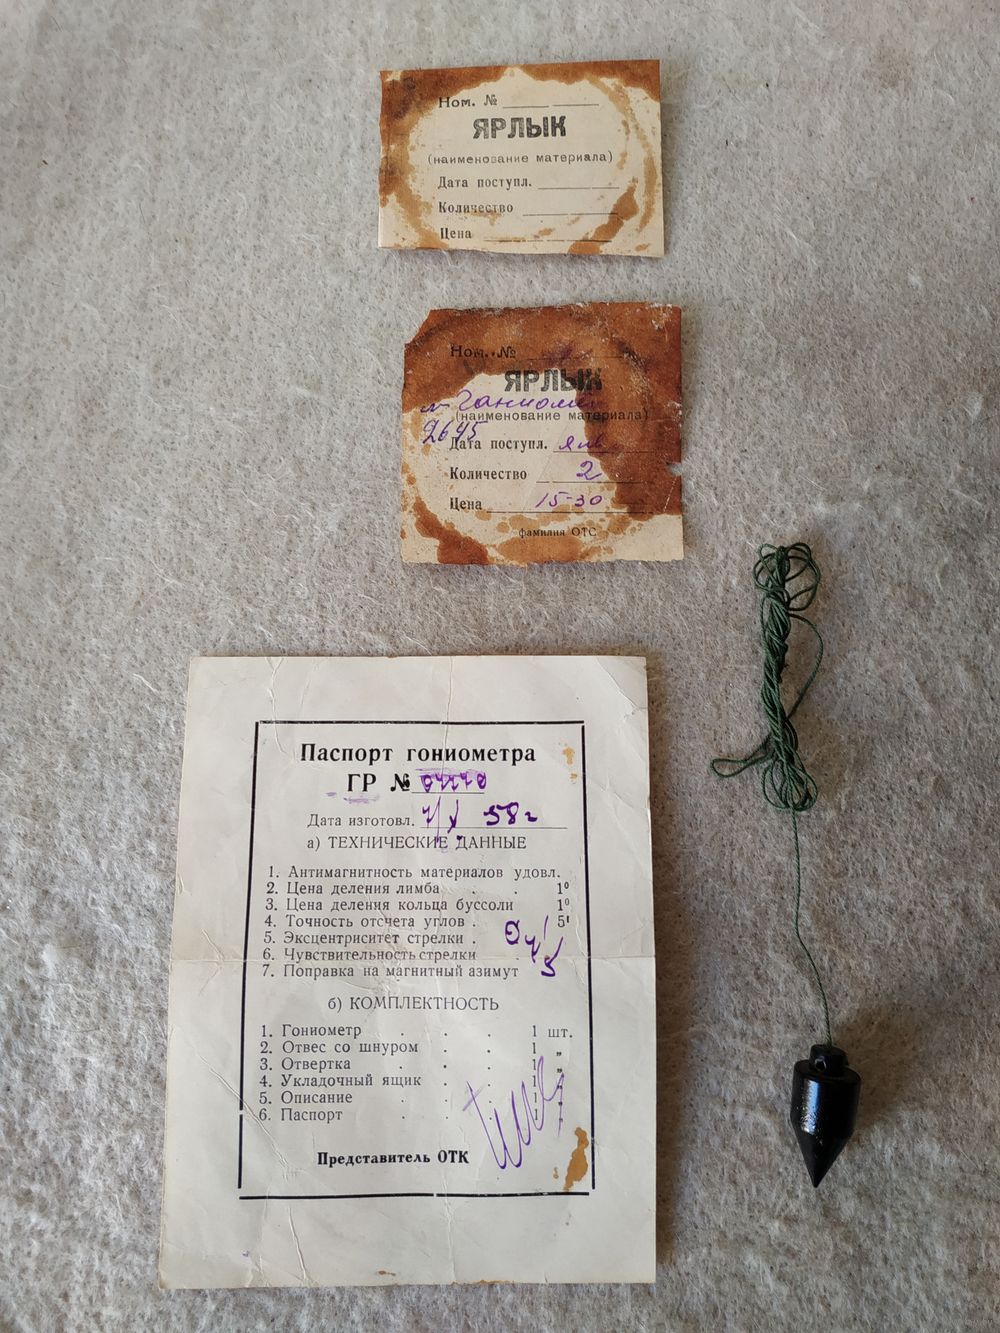 Ном. №
ЯРЛЫК
(наименование материала)
Дата поступл.
Количество
Цена
Ном. №
ЯРЛЫК
(наименование материала)
2645
Дата поступл. янв
Количество 2
Цена 15-30
фамилия ОТС
Паспорт гониометра
ГР №
Дата изготовл. 58г
а) ТЕХНИЧЕСКИЕ ДАННЫЕ
1. Антимагнитность материалов удовл.
2. Цена деления лимба . . 1⁰
3. Цена деления кольца буссоли 1⁰
4. Точность отсчета углов . 5'
5. Эксцентриситет стрелки .
6. Чувствительность стрелки .
7. Поправка на магнитный азимут
б) КОМПЛЕКТНОСТЬ
1. Гониометр . . . 1 шт.
2. Отвес со шнуром . . 1 „
3. Отвертка . . . 1 „
4. Укладочный ящик . . 1 „
5. Описание . . . 1 „
6. Паспорт . . . 1 „
Представитель ОТК